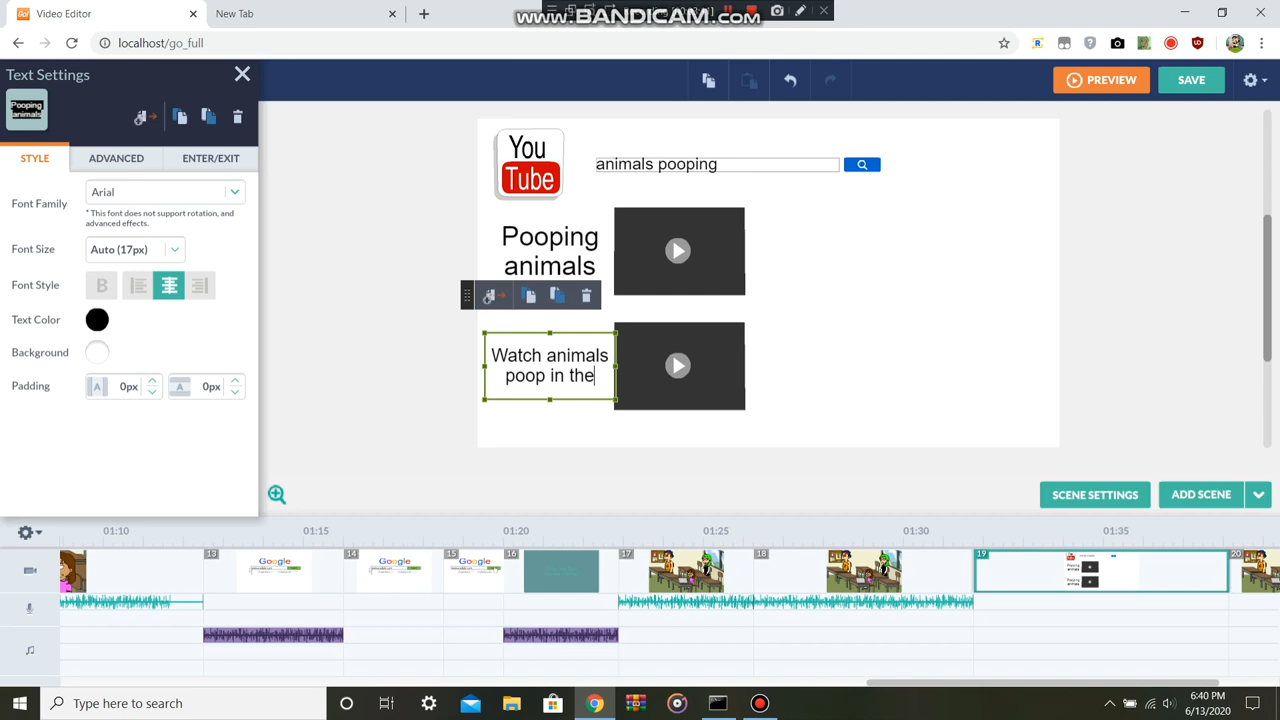 Video Editor
New Tab
www.BANDICAM.com
localhost/go_full
Text Settings
Pooping
animals
PREVIEW
SAVE
STYLE
ADVANCED
ENTER/EXIT
Font Family
Arial
* This font does not support rotation, and
advanced effects.
Font Size
Auto (17px)
Font Style
B
Text Color
Background
Padding
A
0px
A
0px
You
Tube
animals pooping
Pooping
animals
Watch animals
poop in the
SCENE SETTINGS
ADD SCENE
01:10
01:15
01:20
01:25
01:30
01:35
13
14
15
16
17
18
19
20
Google
Google
Google
Pooping
animals
Pooping
animals
Type here to search
6:40 PM
6/13/2020